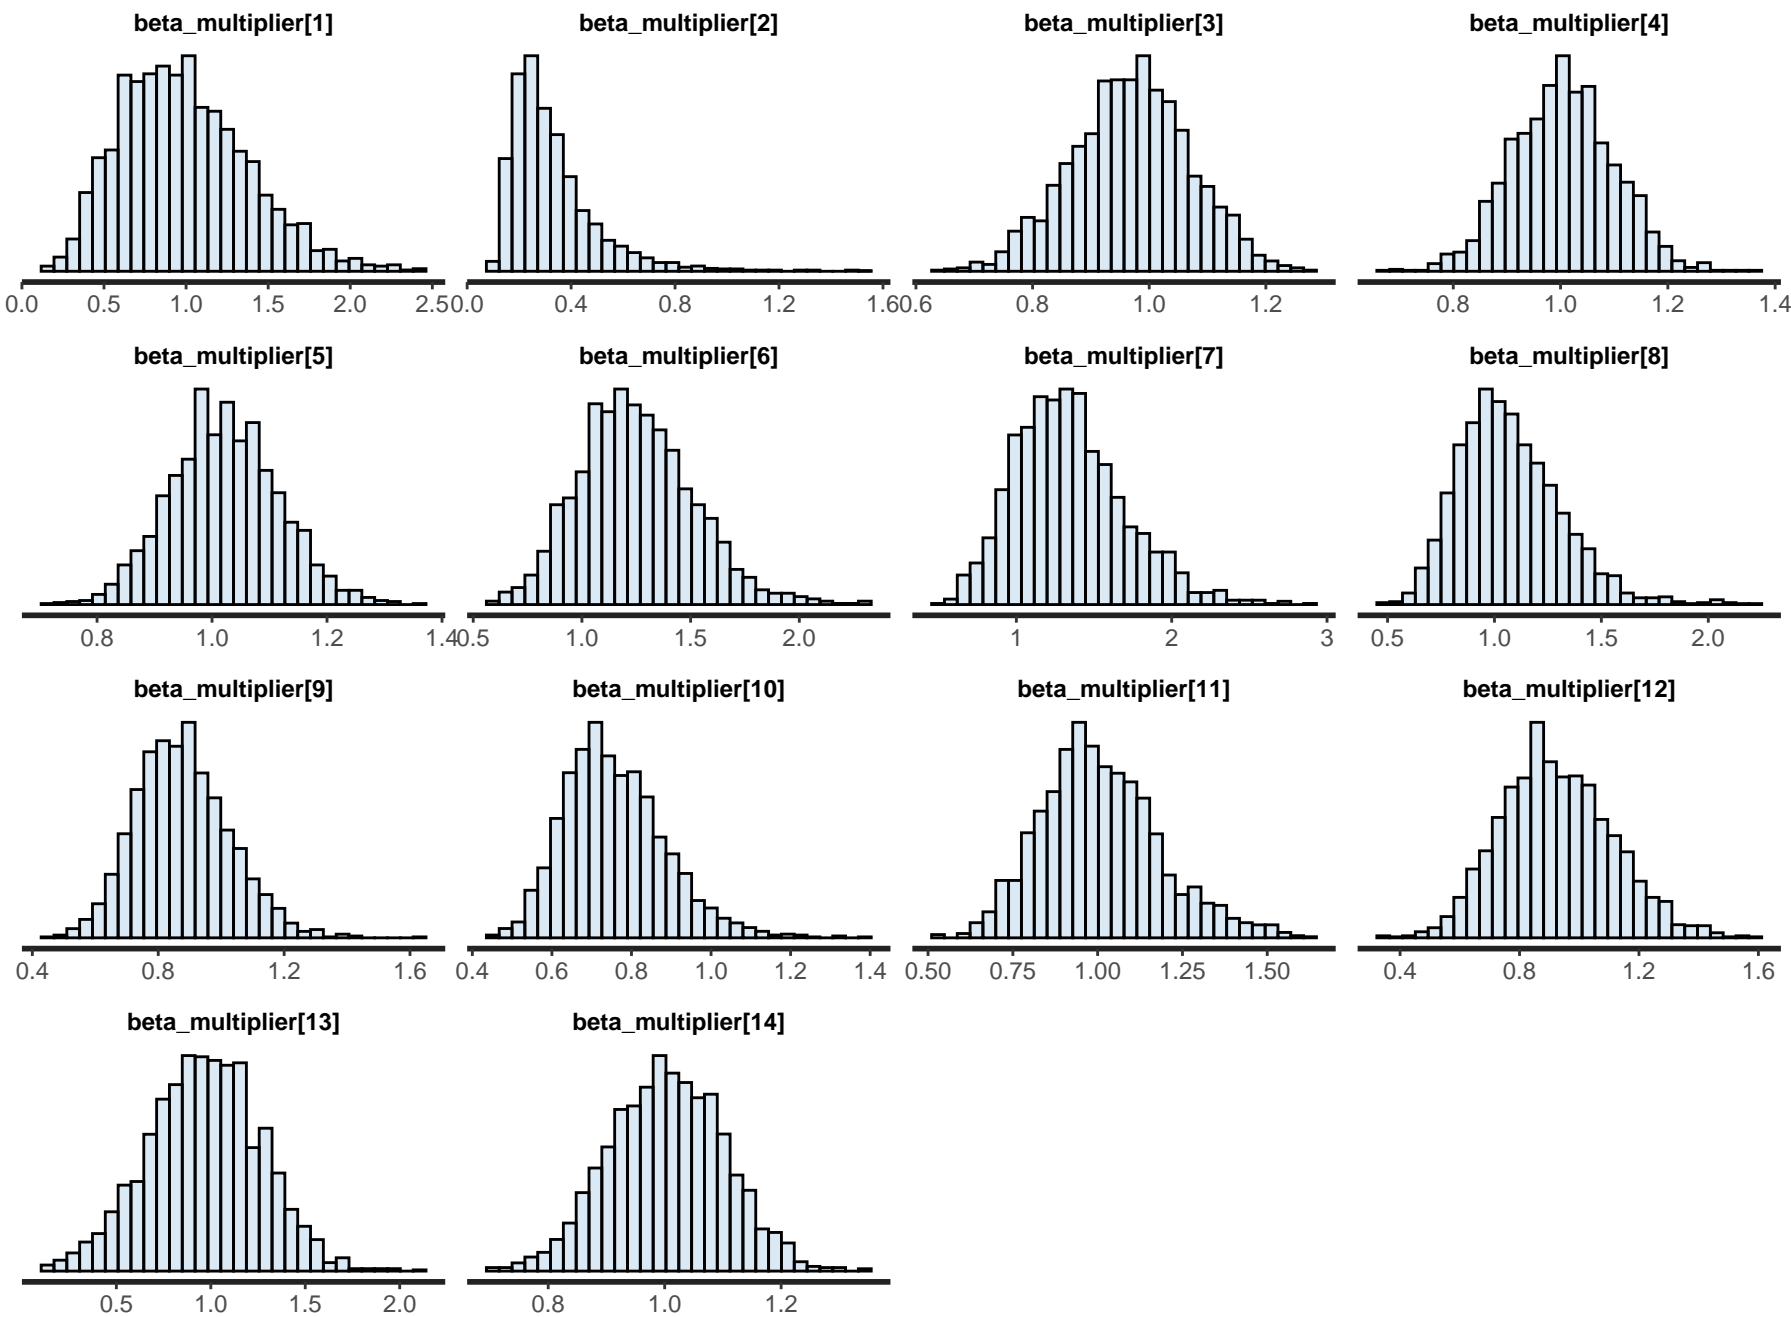 beta_multiplier[1] beta_multiplier[2] beta_multiplier[3] beta_multiplier[4]
0.0 0.5 1.0 1.5 2.0 2.5 0.0 0.4 0.8 1.2 1.6 0.6 0.8 1.0 1.2 0.8 1.0 1.2 1.4
beta_multiplier[5] beta_multiplier[6] beta_multiplier[7] beta_multiplier[8]
0.8 1.0 1.2 1.4 0.5 1.0 1.5 2.0 1 2 3 0.5 1.0 1.5 2.0
beta_multiplier[9] beta_multiplier[10] beta_multiplier[11] beta_multiplier[12]
0.4 0.8 1.2 1.6 0.4 0.6 0.8 1.0 1.2 1.4 0.50 0.75 1.00 1.25 1.50 0.4 0.8 1.2 1.6
beta_multiplier[13] beta_multiplier[14]
0.5 1.0 1.5 2.0 0.8 1.0 1.2